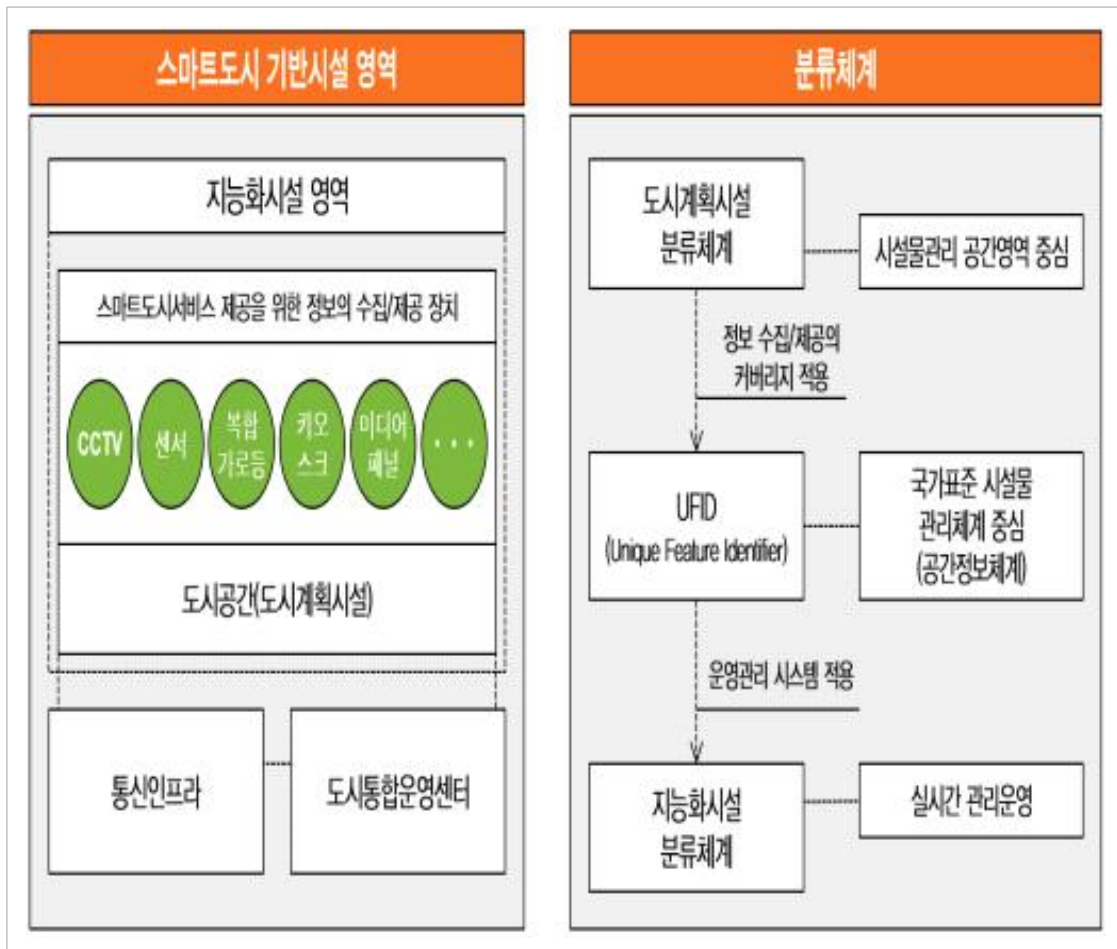 스마트도시 기반시설 영역
지능화시설 영역
스마트도시서비스 제공을 위한 정보의 수집/제공 장치
CCTV
센서
복합
가로등
키오
스크
미디어
패널
• • •
도시공간(도시계획시설)
통신인프라
도시통합운영센터
분류체계
도시계획시설
분류체계
시설물관리 공간영역 중심
정보 수집/제공의
커버리지 적용
UFID
(Unique Feature Identifier)
국가표준 시설물
관리체계 중심
(공간정보체계)
운영관리 시스템 적용
지능화시설
분류체계
실시간 관리운영